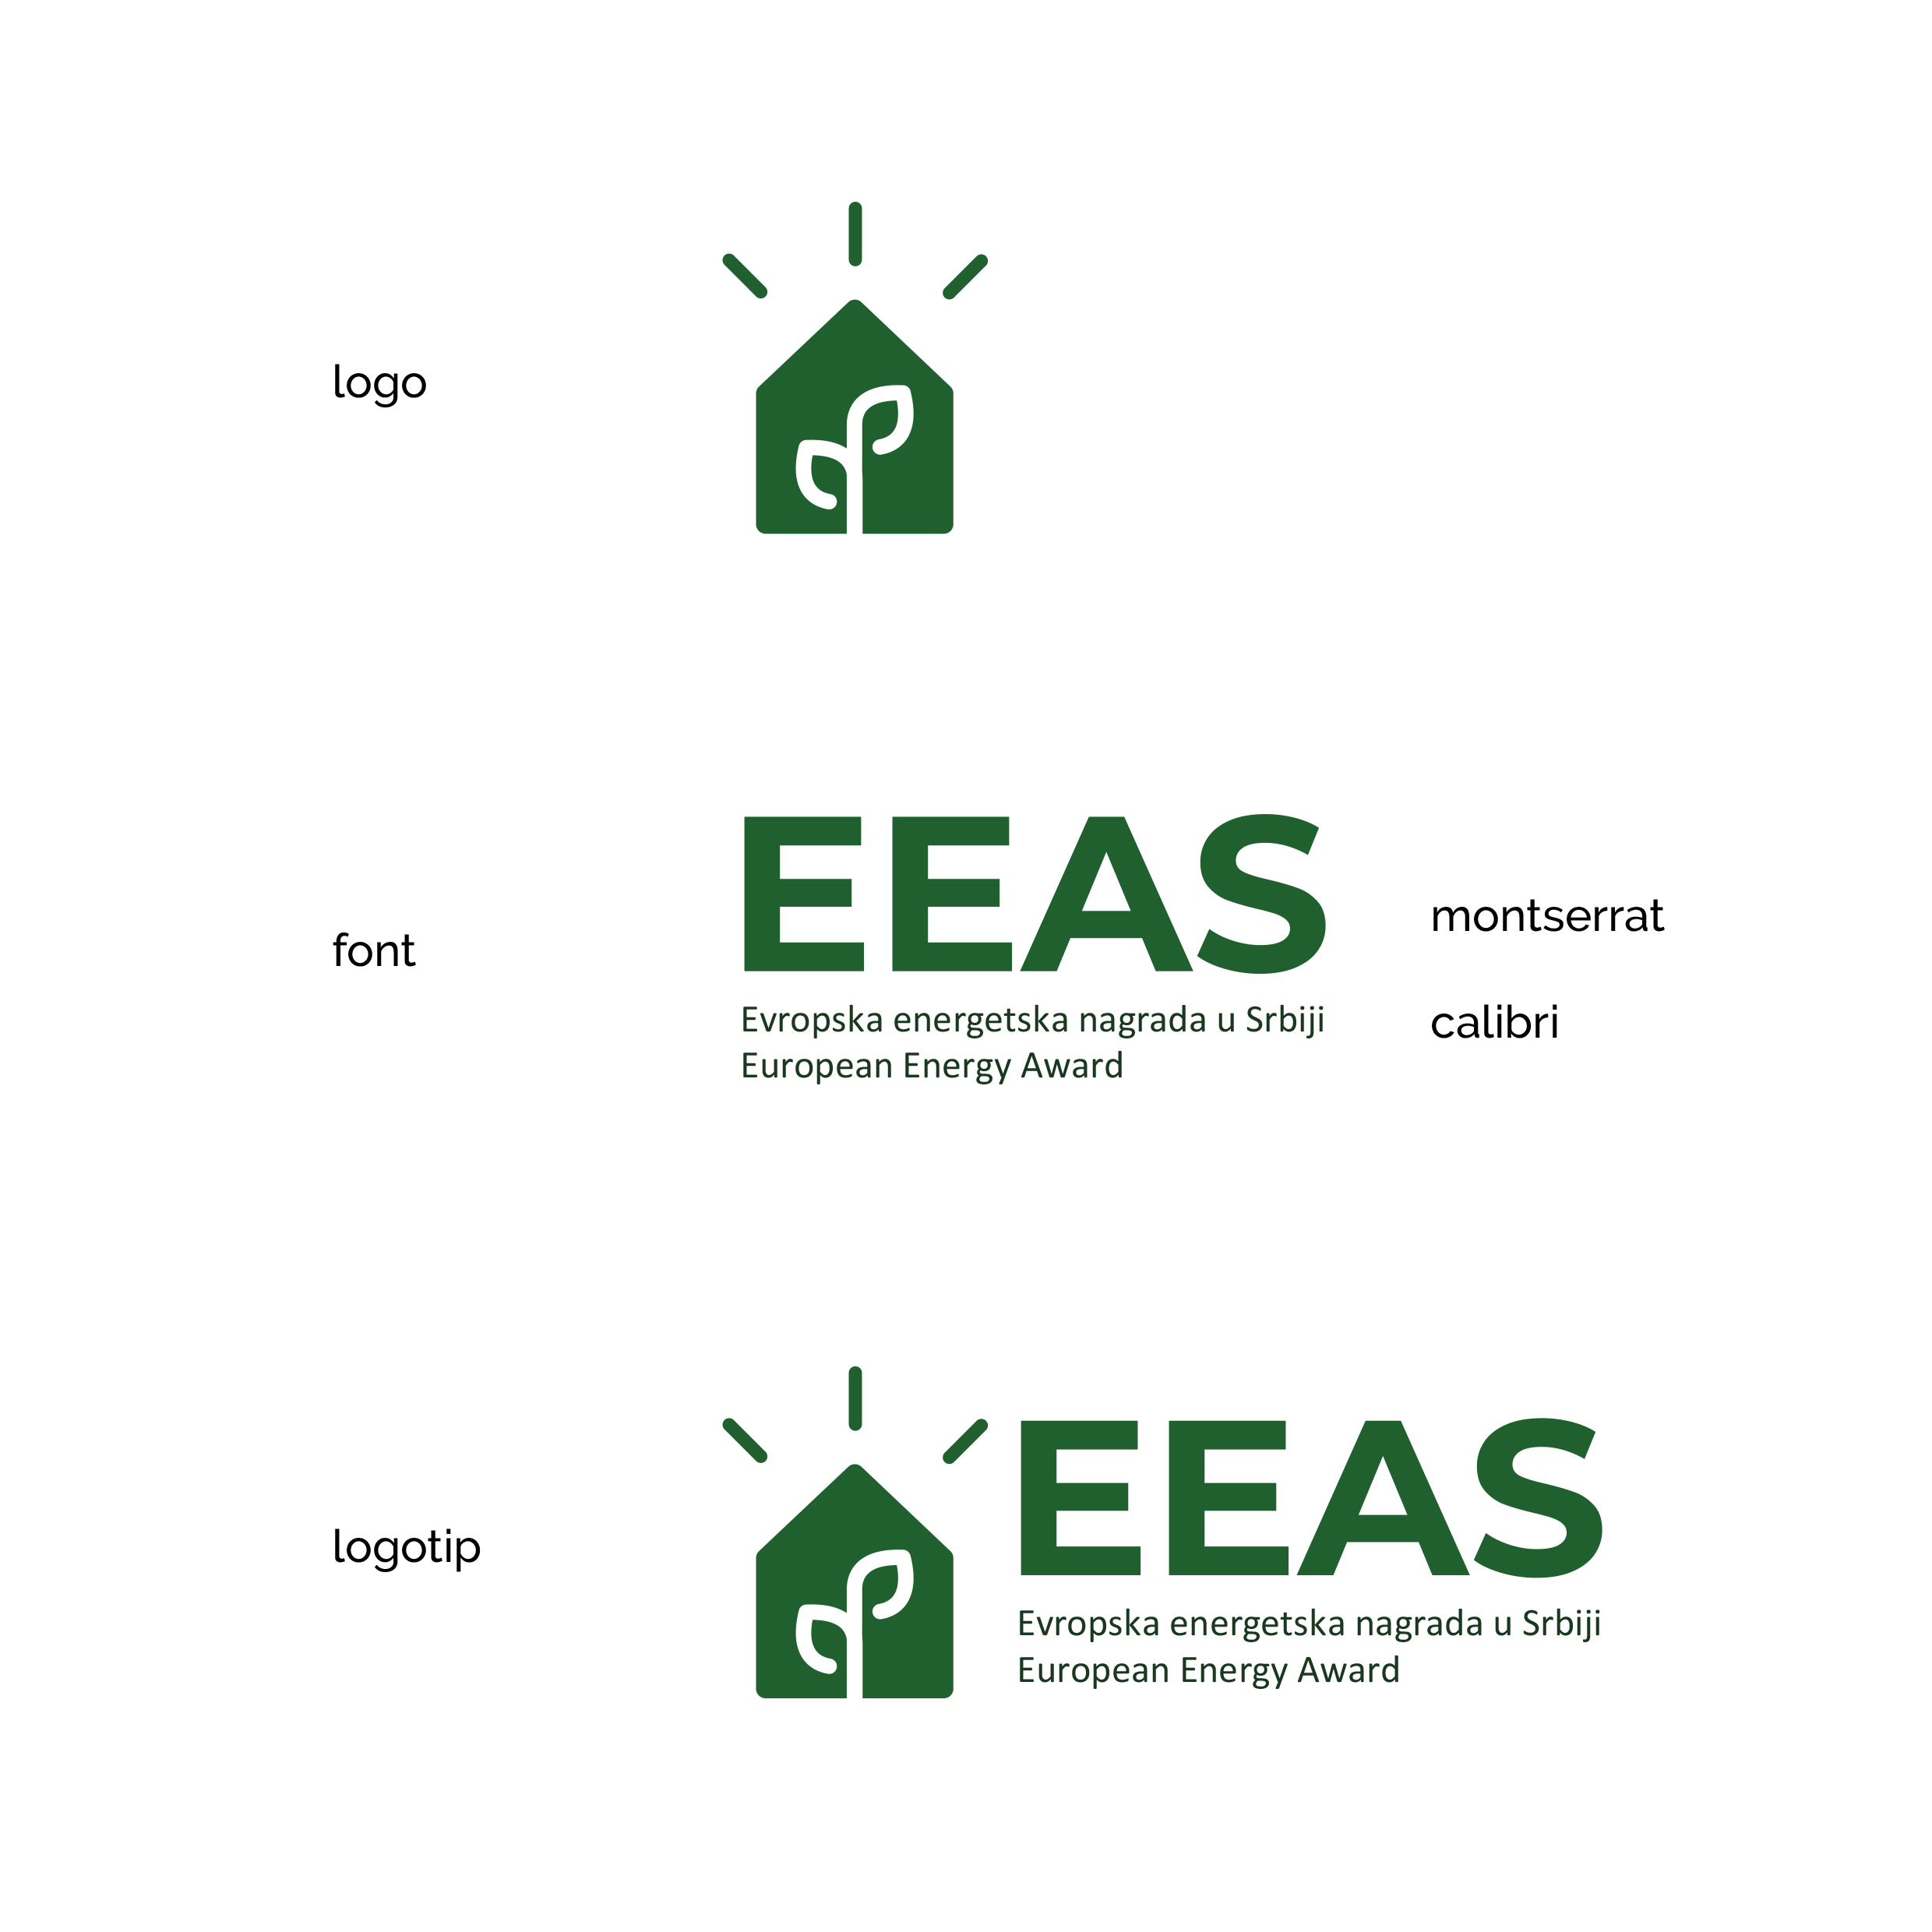 logo
font
EEAS
Evropska energetska nagrada u Srbiji
European Energy Award
montserrat
calibri
logotip
EEAS
Evropska energetska nagrada u Srbiji
European Energy Award